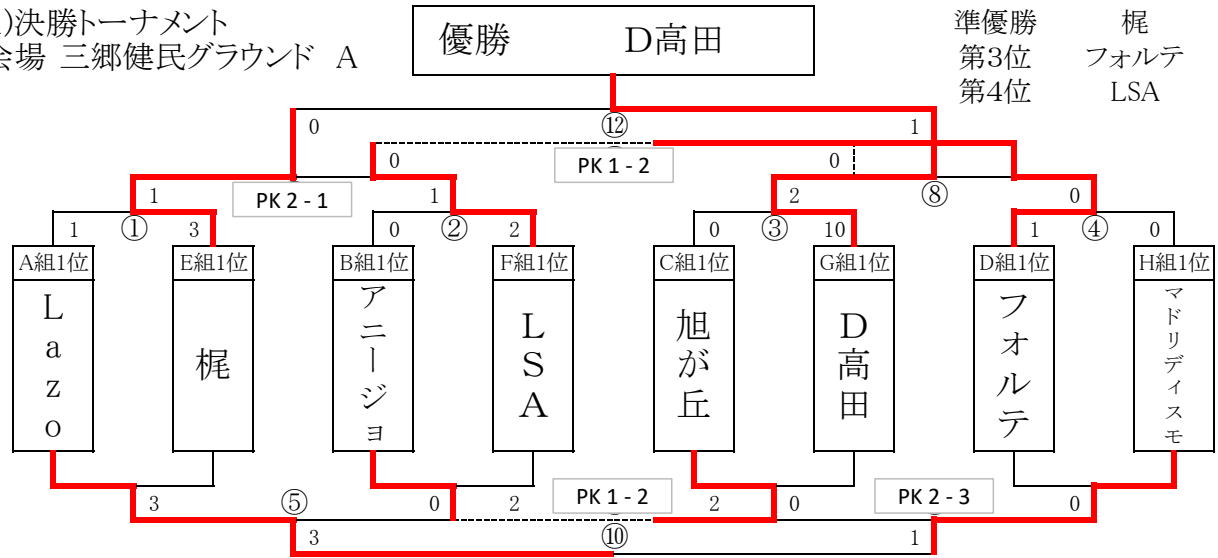 )決勝トーナメント
会場 三郷健民グラウンド A
優勝 D高田
準優勝 梶
第3位 フォルテ
第4位 LSA
0 ⑫ 1
0 PK 1 - 2 0
1 PK 2 - 1 1 2 ⑧ 0
1 ① 3 0 ② 2 0 ③ 10 1 ④ 0
A組1位 E組1位 B組1位 F組1位 C組1位 G組1位 D組1位 H組1位
Lazo
梶
アニージョ
LSA
旭が丘
D高田
フォルテ
マドリディスモ
3 ⑤ 0 2 PK 1 - 2 2 0 PK 2 - 3 0
3 ⑩ 1